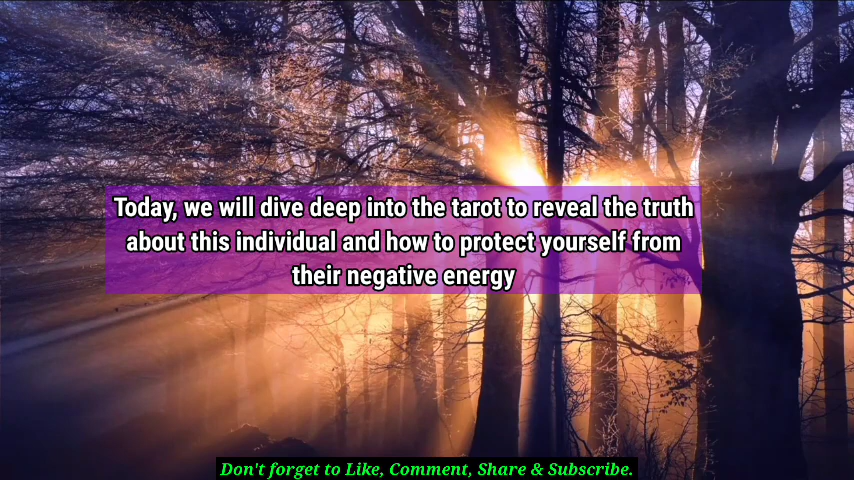 Today, we will dive deep into the tarot to reveal the truth
about this individual and how to protect yourself from
their negative energy
Don't forget to Like, Comment, Share & Subscribe.